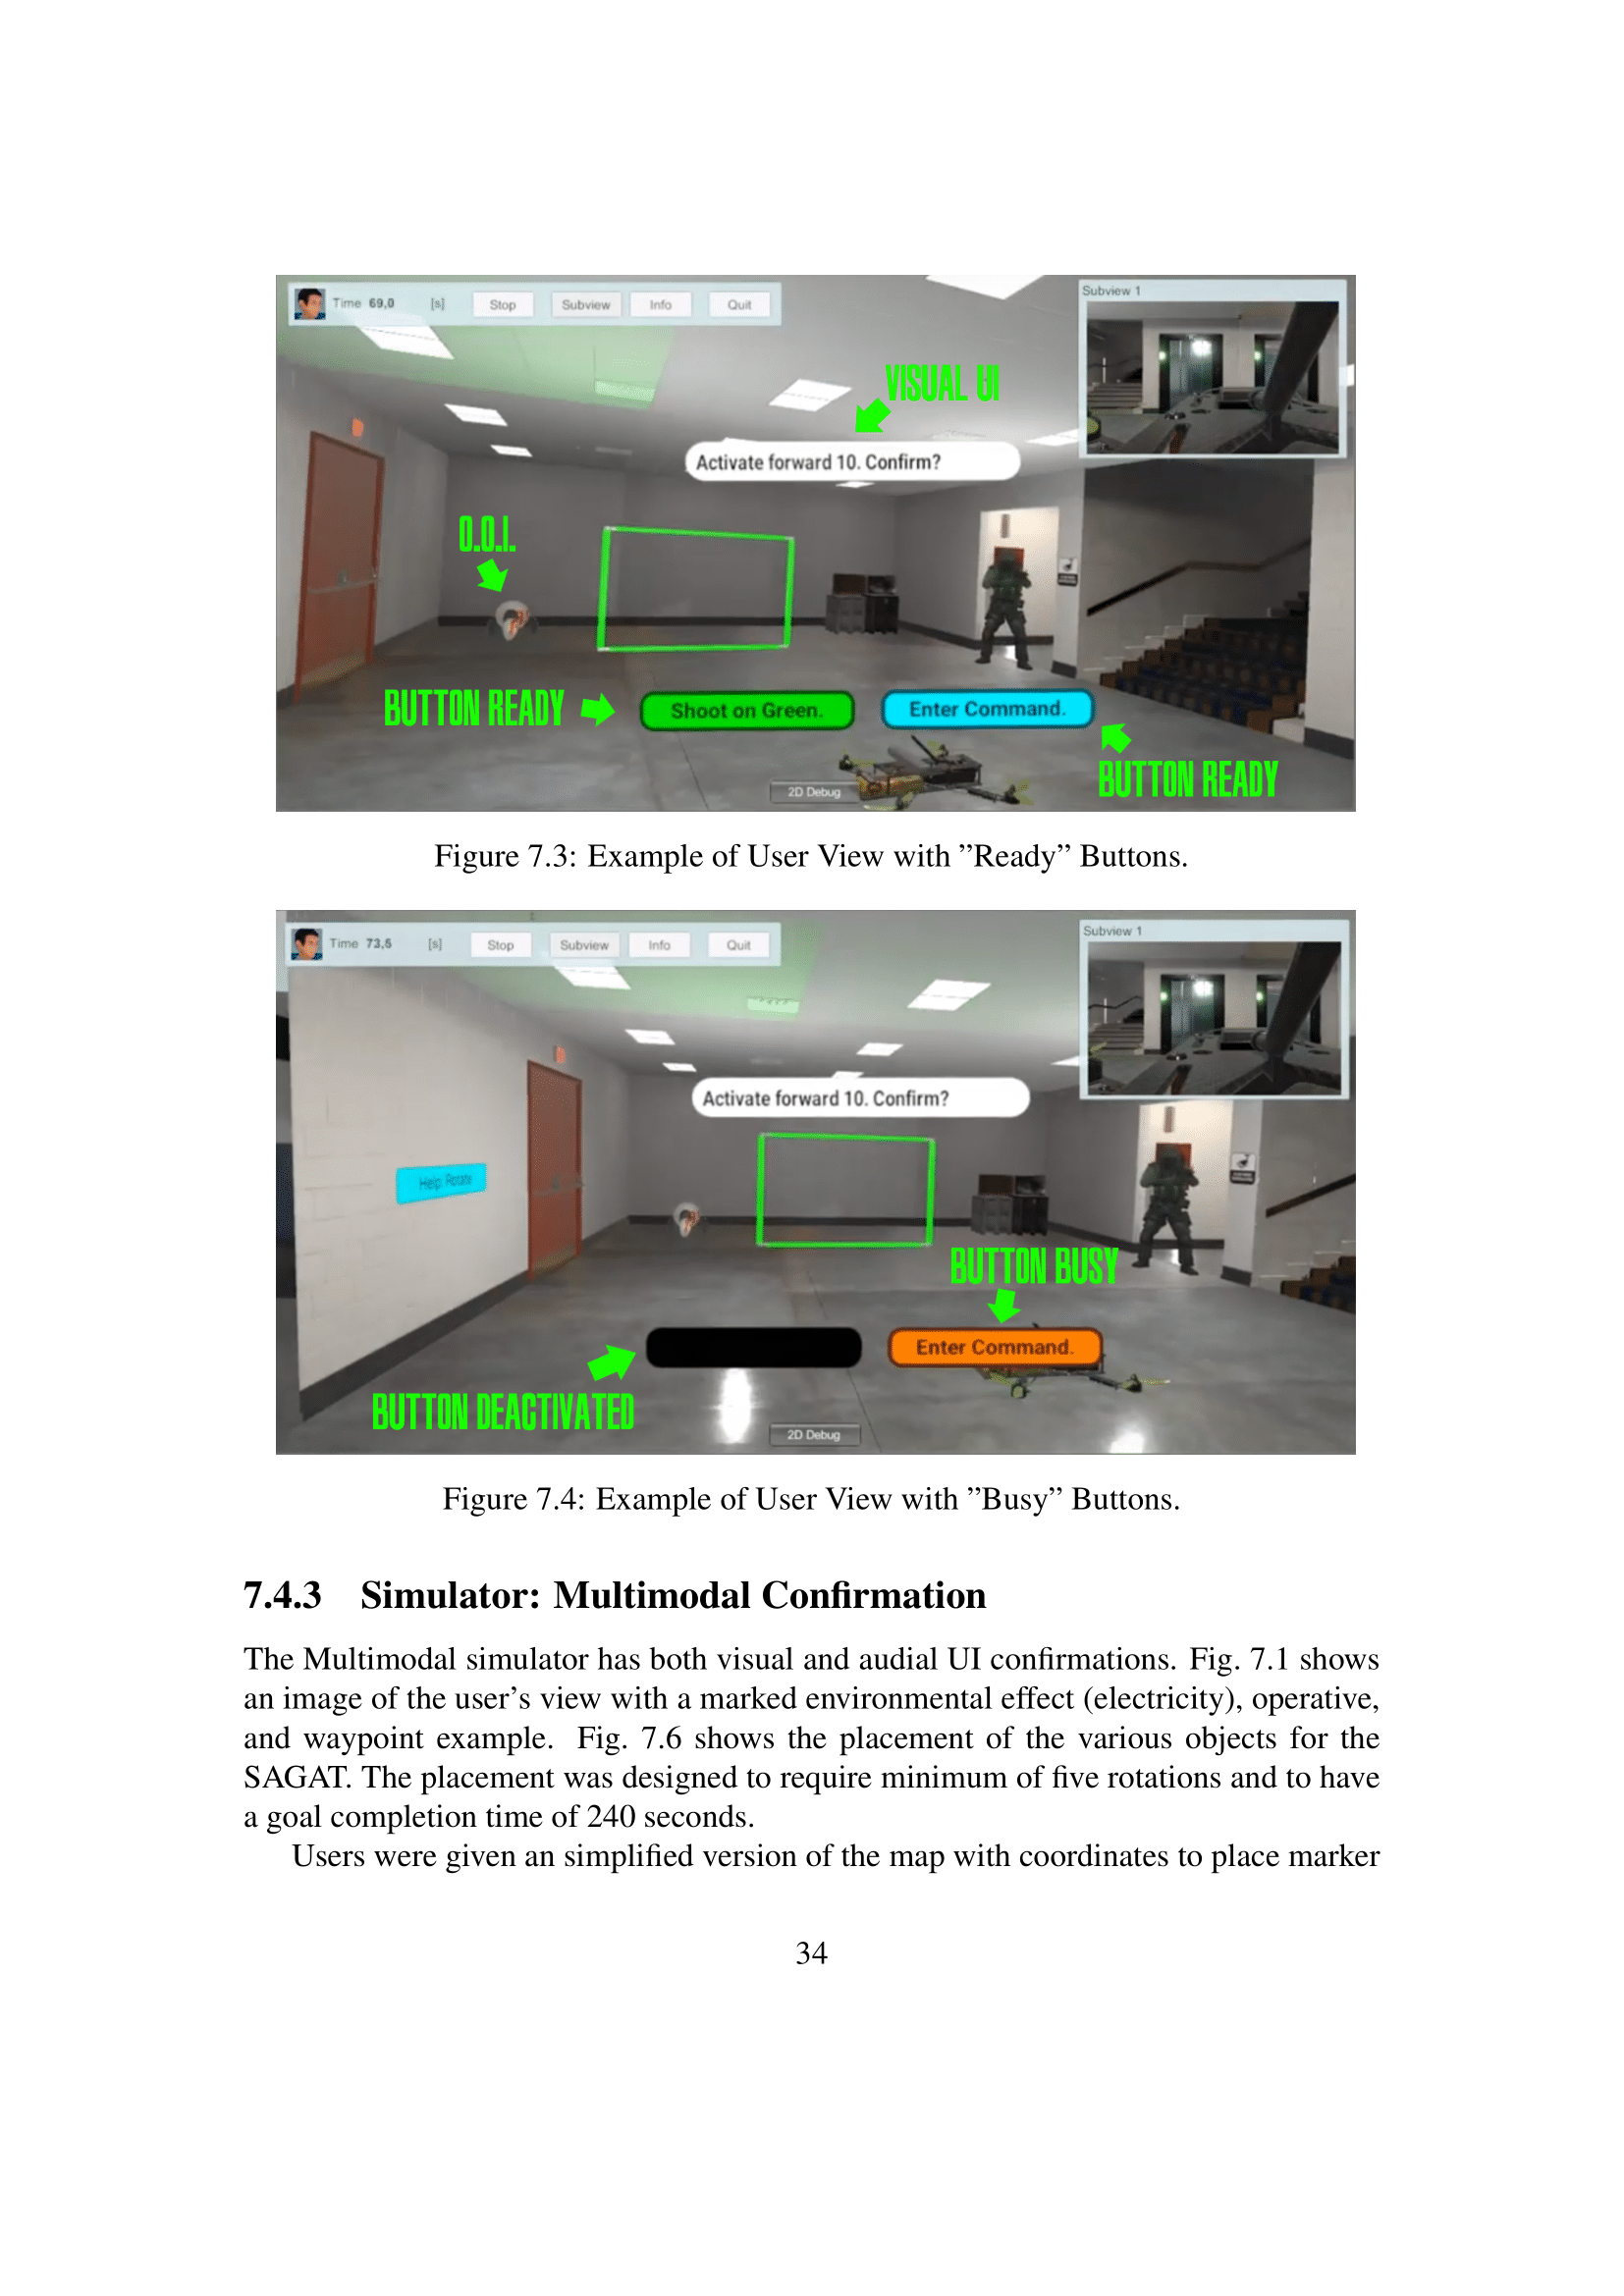 Time 69,0 [s] Stop Subview Info Quit
Subview 1
VISUAL UI
Activate forward 10. Confirm?
O.O.I.
BUTTON READY
Shoot on Green.
Enter Command.
BUTTON READY
2D Debug
Figure 7.3: Example of User View with ”Ready” Buttons.
Time 73,5 [s] Stop Subview Info Quit
Subview 1
Activate forward 10. Confirm?
Help: Rotate
BUTTON BUSY
Enter Command.
BUTTON DEACTIVATED
2D Debug
Figure 7.4: Example of User View with ”Busy” Buttons.
7.4.3 Simulator: Multimodal Confirmation
The Multimodal simulator has both visual and audial UI confirmations. Fig. 7.1 shows
an image of the user’s view with a marked environmental effect (electricity), operative,
and waypoint example. Fig. 7.6 shows the placement of the various objects for the
SAGAT. The placement was designed to require minimum of five rotations and to have
a goal completion time of 240 seconds.
Users were given an simplified version of the map with coordinates to place marker
34